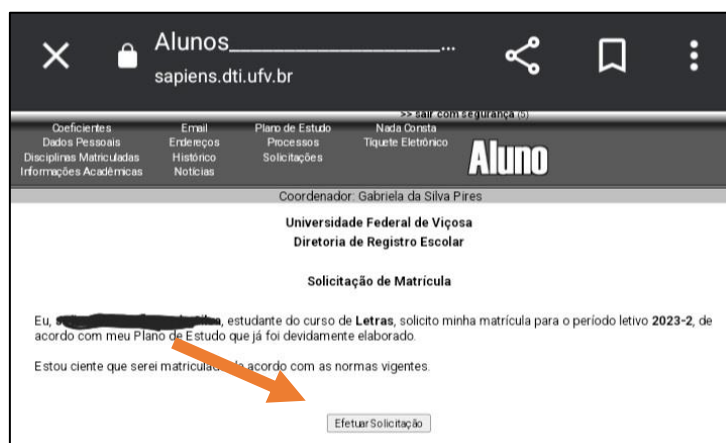 Alunos_____________________...
sapiens.dti.ufv.br
>> sair com segurança (5)
Coeficientes Email Plano de Estudo Nada Consta
Dados Pessoais Endereços Processos Tíquete Eletrônico
Disciplinas Matriculadas Histórico Solicitações
Informações Acadêmicas Notícias
Aluno
Coordenador: Gabriela da Silva Pires
Universidade Federal de Viçosa
Diretoria de Registro Escolar
Solicitação de Matrícula
Eu, , estudante do curso de Letras, solicito minha matrícula para o período letivo 2023-2, de
acordo com meu Plano de Estudo que já foi devidamente elaborado.
Estou ciente que serei acordo com as normas vigentes.
Efetuar Solicitação